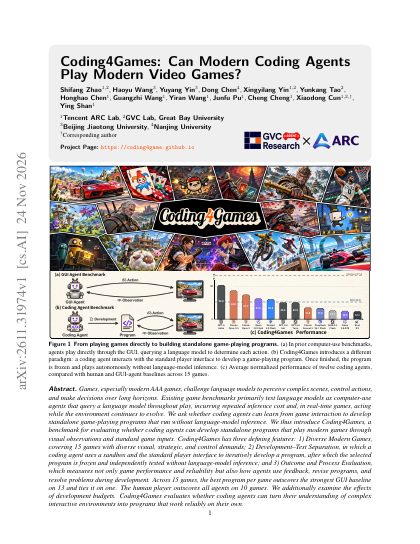 Coding4Games: Can Modern Coding Agents
Play Modern Video Games?
Shifang Zhao1,2, Haoyu Wang3, Yuyang Yin3, Dong Chen4, Xingyilang Yin1,2, Yunkang Tao2,
Honghao Chen1, Guangzhi Wang1, Yiran Wang1, Junfu Pu1, Cheng Cheng1, Xiaodong Cun1,2,†,
Ying Shan1
1Tencent ARC Lab, 2GVC Lab, Great Bay University
3Beijing Jiaotong University, 4Nanjing University
†Corresponding author
Project Page: https://coding4game.github.io
GVC
Research
×
ARC
arXiv:2611.31974v1 [cs.AI] 24 Nov 2026
Coding4Games
(a) GUI Agent Benchmark
GUI Agent
Action
Observation
(b) Coding Agent Benchmark
Coding Agent
Development
Program
Action
Observation
(c) Coding4Games Performance
Figure 1 From playing games directly to building standalone game-playing programs. (a) In prior computer-use benchmarks,
agents play directly through the GUI, querying a language model to determine each action. (b) Coding4Games introduces a different
paradigm: a coding agent interacts with the standard player interface to develop a game-playing program. Once finished, the program
is frozen and plays autonomously without language-model inference. (c) Average normalized performance of twelve coding agents,
compared with human and GUI-agent baselines across 15 games.
Abstract. Games, especially modern AAA games, challenge language models to perceive complex scenes, control actions,
and make decisions over long horizons. Existing game benchmarks primarily test language models as computer-use
agents that query a language model throughout play, incurring repeated inference cost and, in real-time games, acting
while the environment continues to evolve. We ask whether coding agents can learn from game interaction to develop
standalone game-playing programs that run without language-model inference. We thus introduce Coding4Games, a
benchmark for evaluating whether coding agents can develop standalone programs that play modern games through
visual observations and standard game inputs. Coding4Games has three defining features: 1) Diverse Modern Games,
covering 15 games with diverse visual, strategic, and control demands; 2) Development–Test Separation, in which a
coding agent uses a sandbox and the standard player interface to iteratively develop a program, after which the selected
program is frozen and independently tested without language-model inference; and 3) Outcome and Process Evaluation,
which measures not only game performance and reliability but also how agents use feedback, revise programs, and
resolve problems during development. Across 15 games, the best program per game outscores the strongest GUI baseline
on 13 and ties it on one. The human player outscores all agents on 10 games. We additionally examine the effects
of development budgets. Coding4Games evaluates whether coding agents can turn their understanding of complex
interactive environments into programs that work reliably on their own.
1